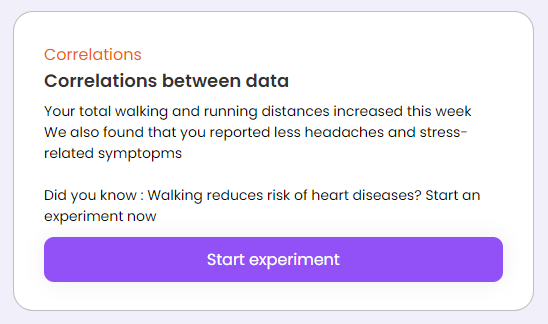 Correlations
Correlations between data
Your total walking and running distances increased this week
We also found that you reported less headaches and stress-
related symptopms
Did you know : Walking reduces risk of heart diseases? Start an
experiment now
Start experiment